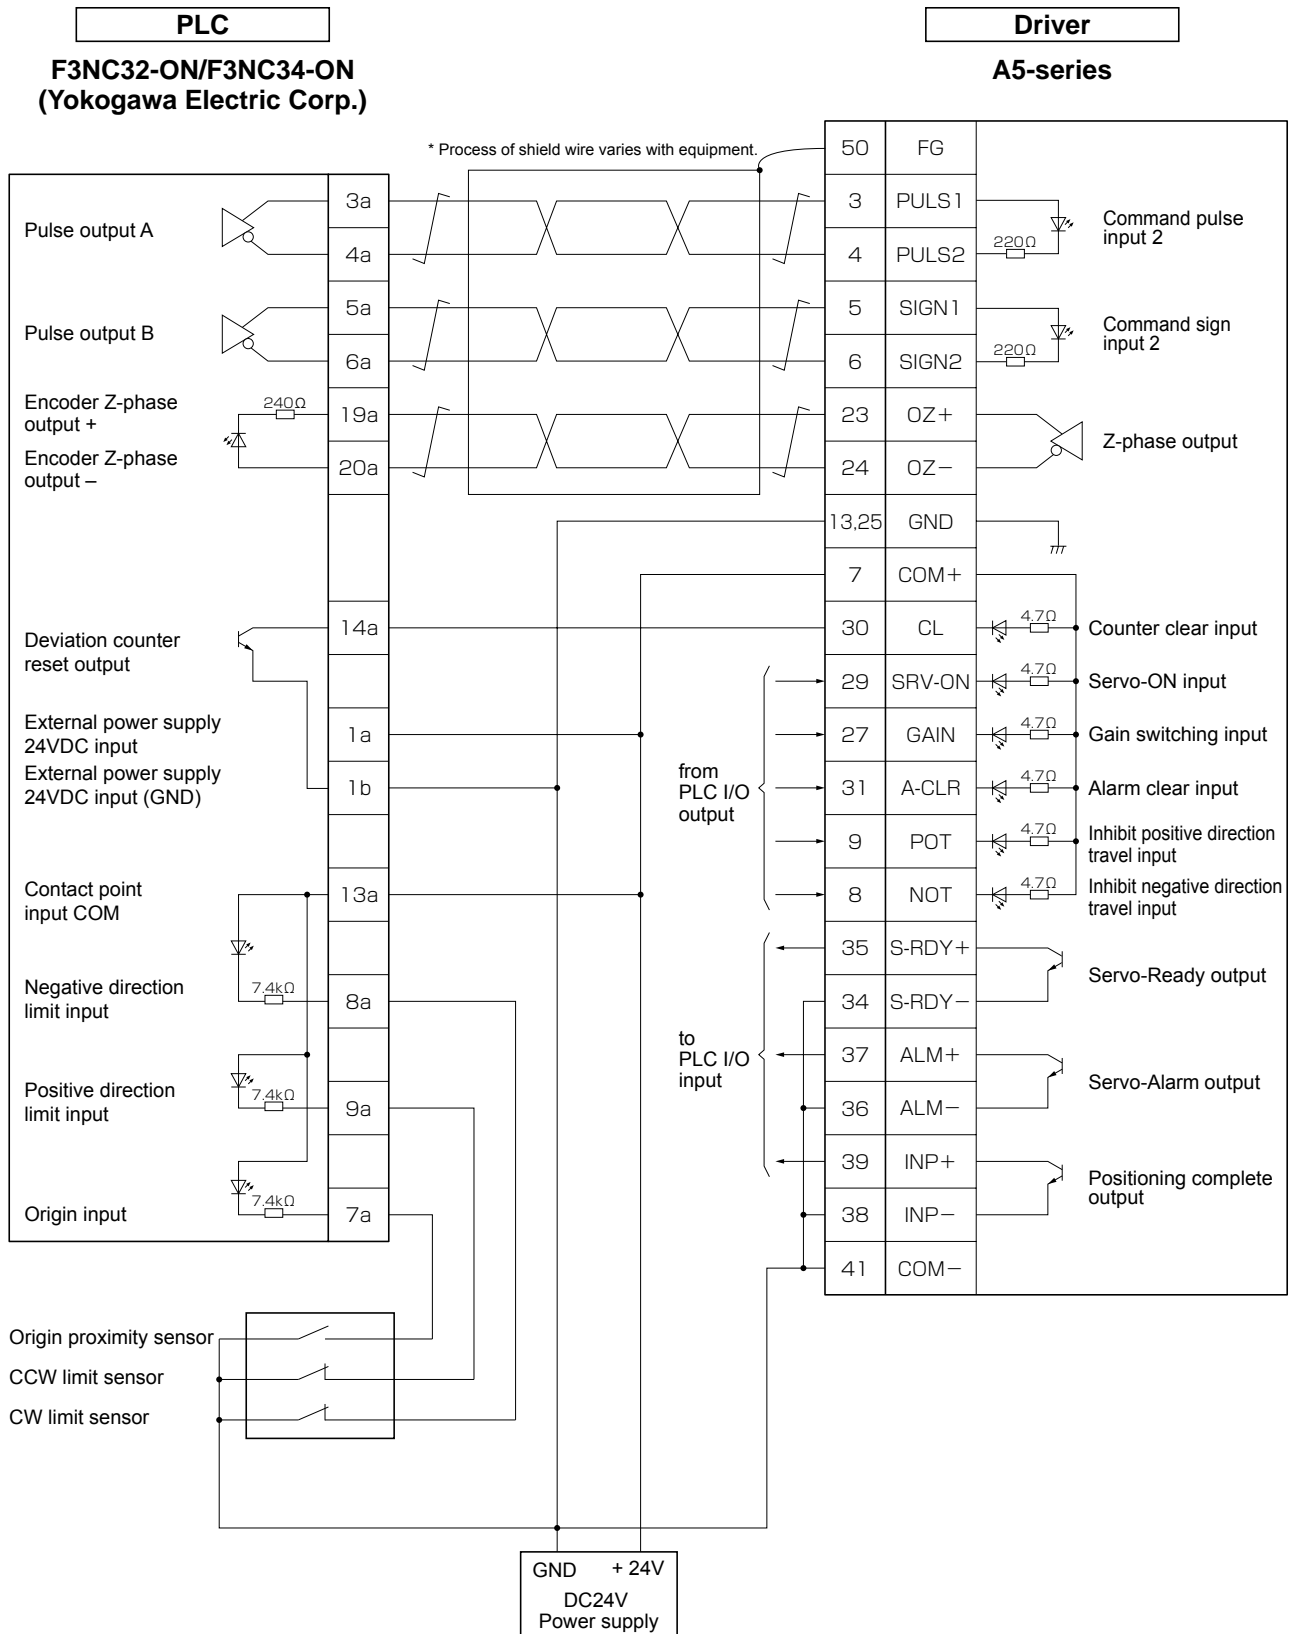 PLC
Driver
F3NC32-ON/F3NC34-ON
(Yokogawa Electric Corp.)
A5-series
* Process of shield wire varies with equipment.
50 FG
Pulse output A
3a
4a
3 PULS1
4 PULS2
220Ω
Command pulse
input 2
Pulse output B
5a
6a
5 SIGN1
6 SIGN2
220Ω
Command sign
input 2
Encoder Z-phase
output +
240Ω
19a
Encoder Z-phase
output –
20a
23 OZ+
24 OZ−
Z-phase output
13,25 GND
7 COM+
Deviation counter
reset output
14a
30 CL 4.7Ω Counter clear input
29 SRV-ON 4.7Ω Servo-ON input
External power supply
24VDC input
1a
27 GAIN 4.7Ω Gain switching input
External power supply
24VDC input (GND)
1b
from
PLC I/O
output
31 A-CLR 4.7Ω Alarm clear input
9 POT 4.7Ω Inhibit positive direction
travel input
Contact point
input COM
13a
8 NOT 4.7Ω Inhibit negative direction
travel input
35 S-RDY+
34 S-RDY−
Servo-Ready output
Negative direction
limit input
7.4kΩ
8a
to
PLC I/O
input
37 ALM+
36 ALM−
Servo-Alarm output
Positive direction
limit input
7.4kΩ
9a
39 INP+
38 INP−
Positioning complete
output
Origin input
7.4kΩ
7a
41 COM−
Origin proximity sensor
CCW limit sensor
CW limit sensor
GND + 24V
DC24V
Power supply